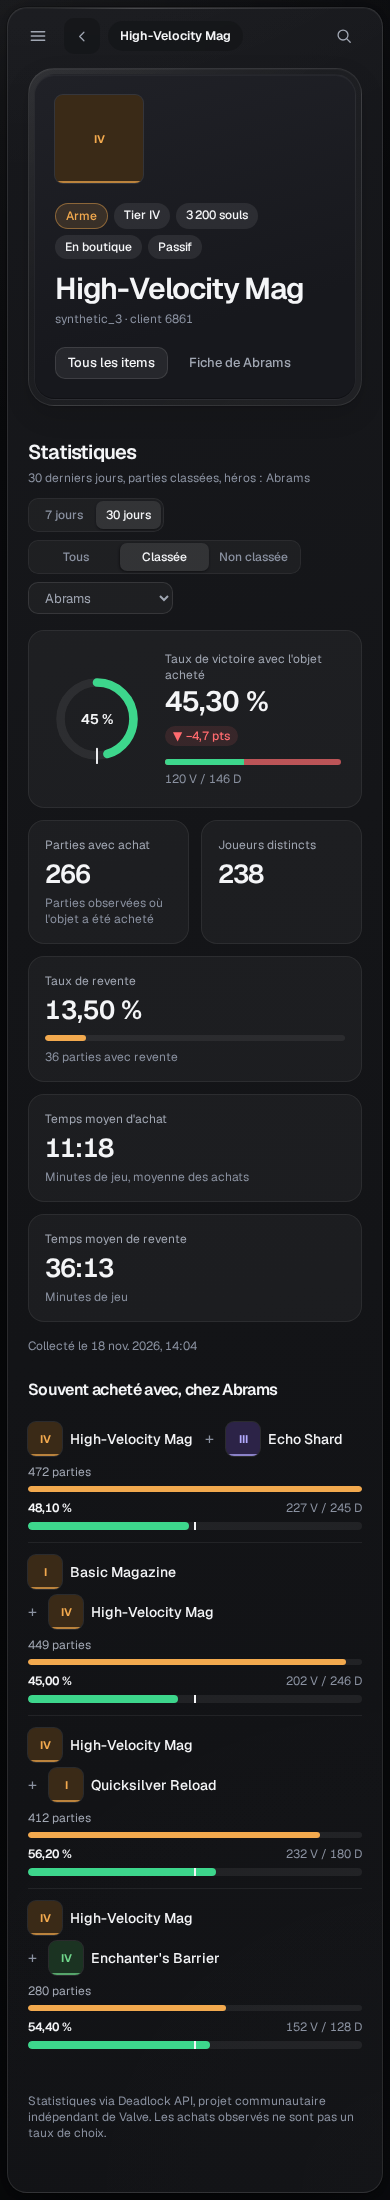 High-Velocity Mag
IV
Arme
Tier IV
3 200 souls
En boutique
Passif
High-Velocity Mag
synthetic_3 · client 6861
Tous les items
Fiche de Abrams
Statistiques
30 derniers jours, parties classées, héros : Abrams
7 jours
30 jours
Tous
Classée
Non classée
Abrams
45 %
Taux de victoire avec l'objet
acheté
45,30 %
▼ −4,7 pts
120 V / 146 D
Parties avec achat
266
Parties observées où
l'objet a été acheté
Joueurs distincts
238
Taux de revente
13,50 %
36 parties avec revente
Temps moyen d'achat
11:18
Minutes de jeu, moyenne des achats
Temps moyen de revente
36:13
Minutes de jeu
Collecté le 18 nov. 2026, 14:04
Souvent acheté avec, chez Abrams
IV High-Velocity Mag + III Echo Shard
472 parties
48,10 % 227 V / 245 D
I Basic Magazine
+ IV High-Velocity Mag
449 parties
45,00 % 202 V / 246 D
IV High-Velocity Mag
+ I Quicksilver Reload
412 parties
56,20 % 232 V / 180 D
IV High-Velocity Mag
+ IV Enchanter's Barrier
280 parties
54,40 % 152 V / 128 D
Statistiques via Deadlock API, projet communautaire
indépendant de Valve. Les achats observés ne sont pas un
taux de choix.